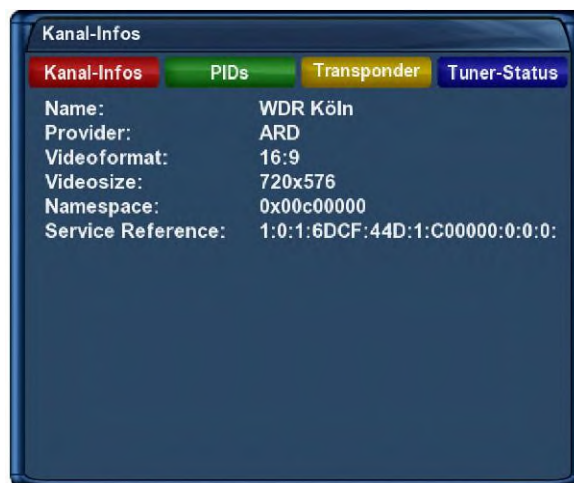 Kanal-Infos
Kanal-Infos PIDs Transponder Tuner-Status
Name: WDR Köln
Provider: ARD
Videoformat: 16:9
Videosize: 720x576
Namespace: 0x00c00000
Service Reference: 1:0:1:6DCF:44D:1:C00000:0:0:0: